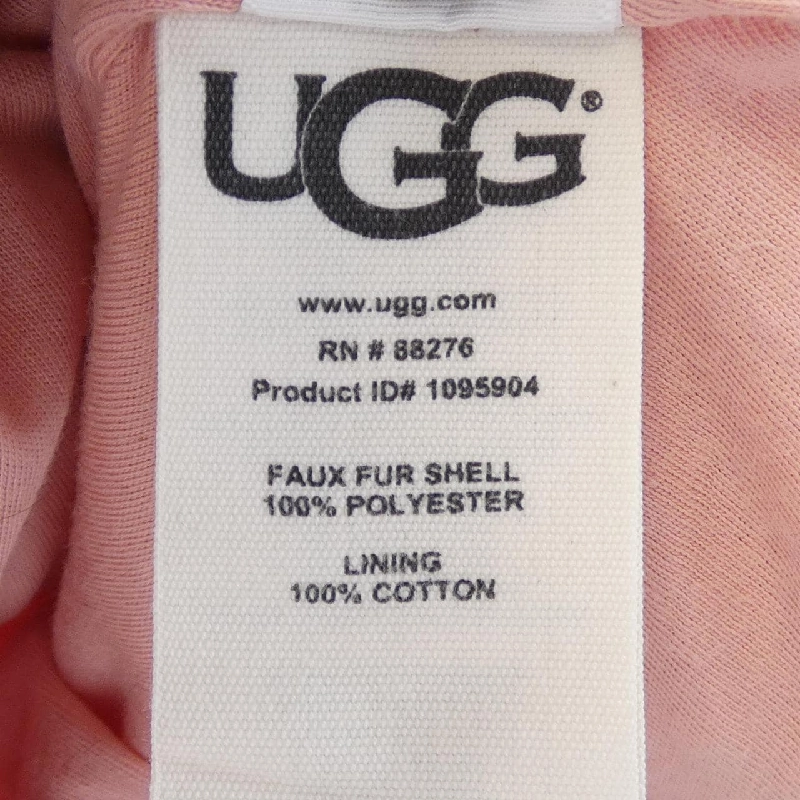 UGG®
www.ugg.com
RN # 88276
Product ID# 1095904
FAUX FUR SHELL
100% POLYESTER
LINING
100% COTTON